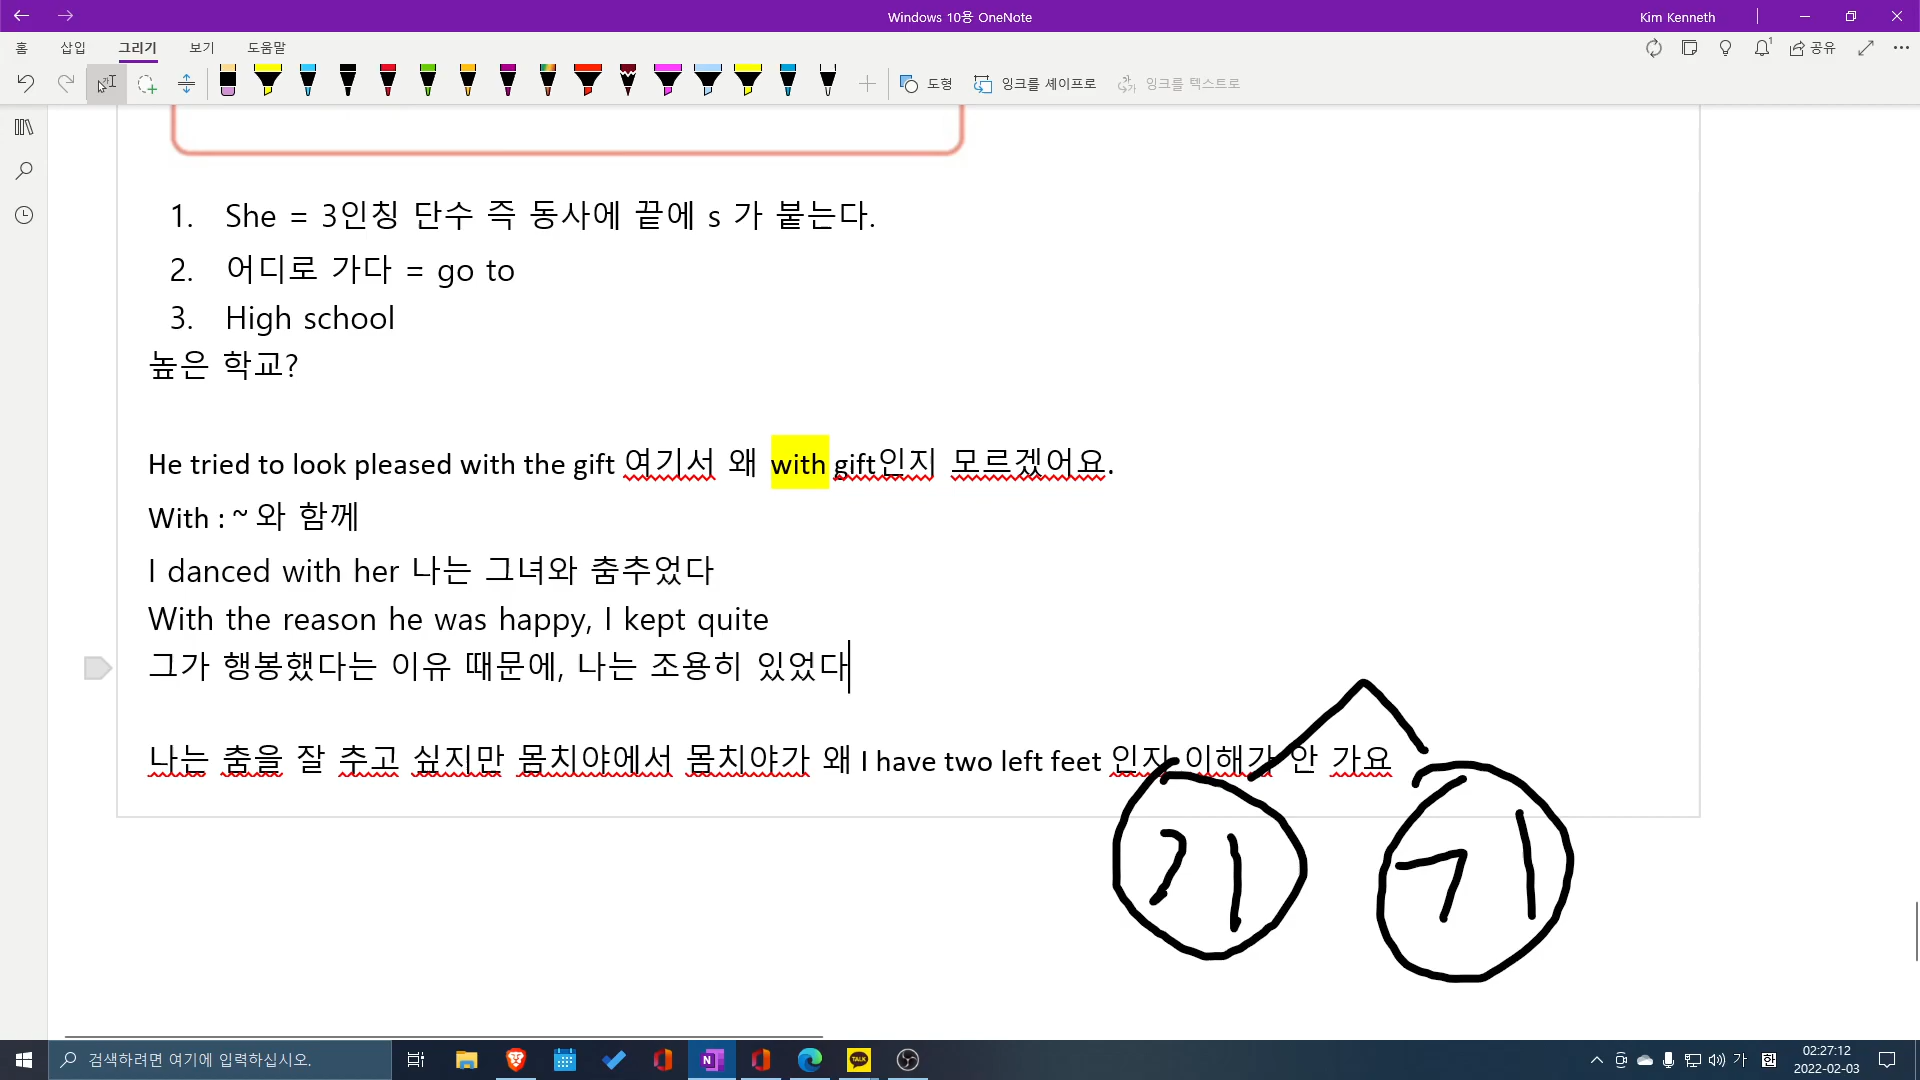 Windows 10용 OneNote
Kim Kenneth
홈 삽입 그리기 보기 도움말
공유
도형 잉크를 셰이프로 잉크를 텍스트로
1. She = 3인칭 단수 즉 동사에 끝에 s 가 붙는다.
2. 어디로 가다 = go to
3. High school
높은 학교?
He tried to look pleased with the gift 여기서 왜 with gift인지 모르겠어요.
With : ~ 와 함께
I danced with her 나는 그녀와 춤추었다
With the reason he was happy, I kept quite
그가 행봉했다는 이유 때문에, 나는 조용히 있었다
나는 춤을 잘 추고 싶지만 몸치야에서 몸치야가 왜 I have two left feet 인지 이해가 안 가요
기 기
검색하려면 여기에 입력하십시오.
TALK
가 한
02:27:12
2022-02-03